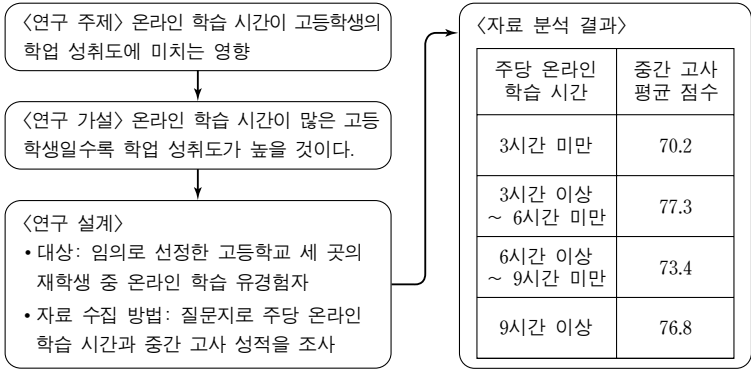 〈연구 주제〉 온라인 학습 시간이 고등학생의
학업 성취도에 미치는 영향
〈연구 가설〉 온라인 학습 시간이 많은 고등
학생일수록 학업 성취도가 높을 것이다.
〈연구 설계〉
• 대상: 임의로 선정한 고등학교 세 곳의
재학생 중 온라인 학습 유경험자
• 자료 수집 방법: 질문지로 주당 온라인
학습 시간과 중간 고사 성적을 조사
〈자료 분석 결과〉
주당 온라인 중간 고사
학습 시간 평균 점수
3시간 미만 70.2
3시간 이상
~ 6시간 미만 77.3
6시간 이상
~ 9시간 미만 73.4
9시간 이상 76.8